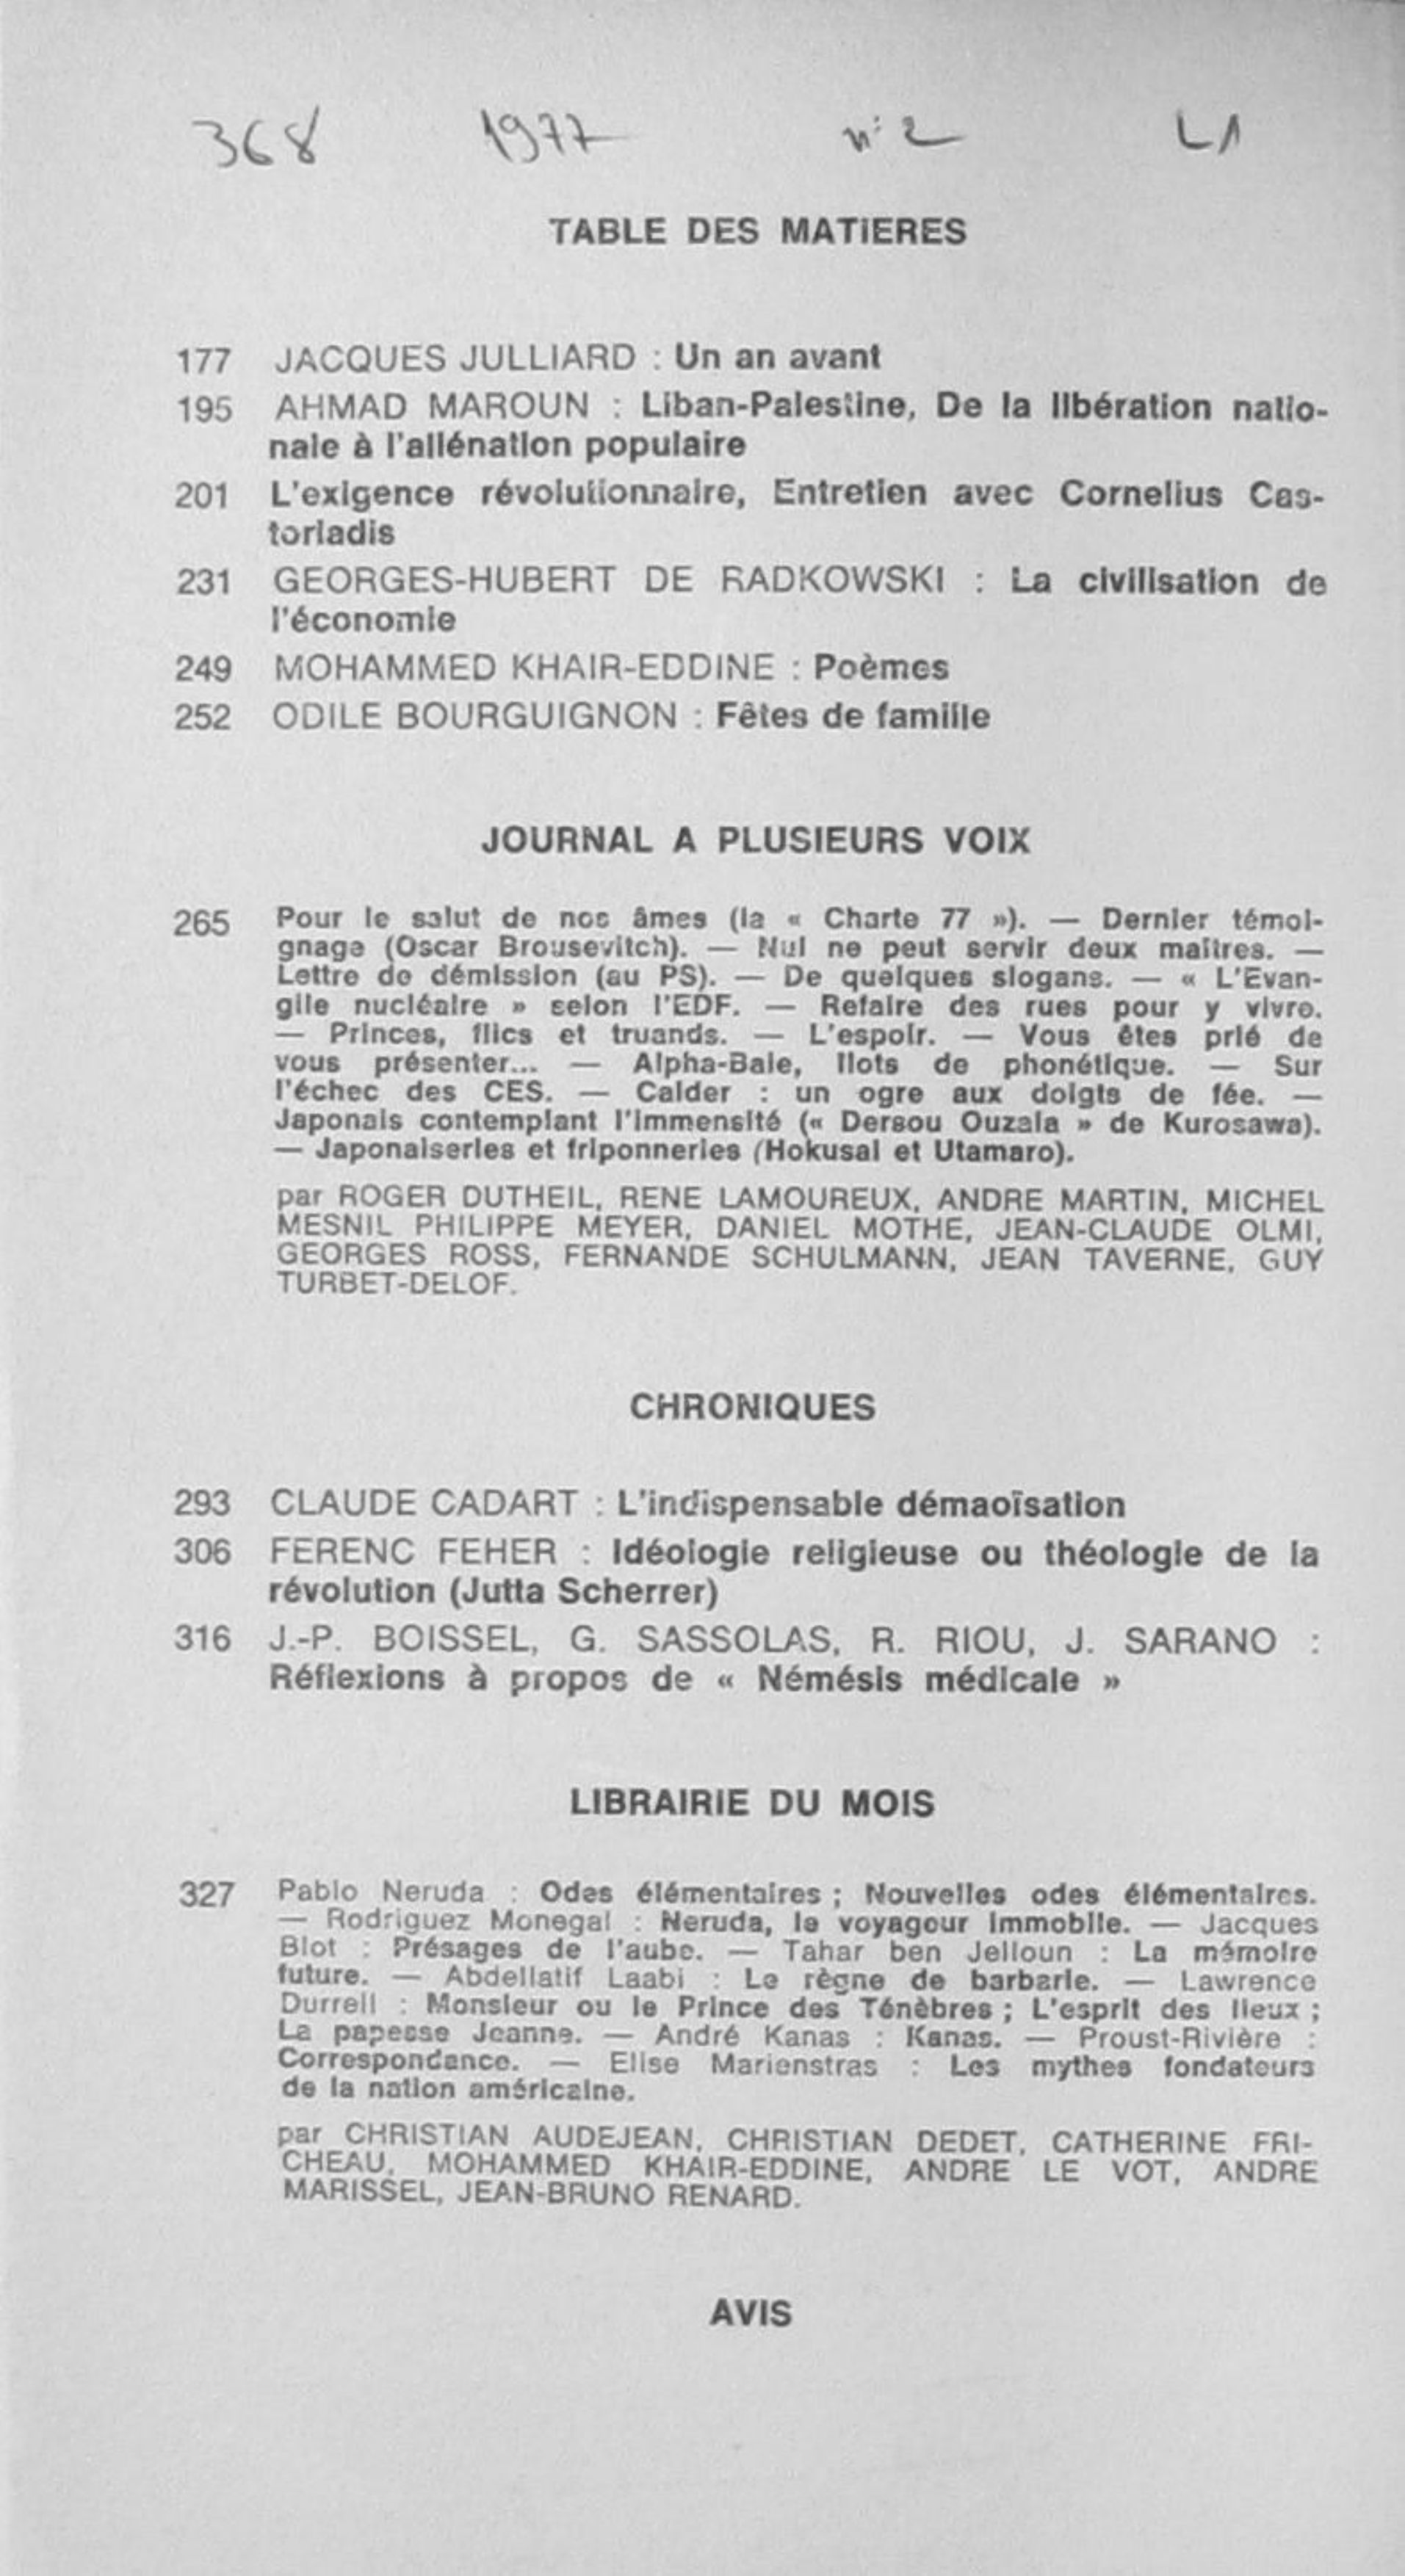 368 1977 n° 2 L1
TABLE DES MATIERES
177 JACQUES JULLIARD : Un an avant
195 AHMAD MAROUN : Liban-Palestine, De la libération natio-
nale à l'aliénation populaire
201 L'exigence révolutionnaire, Entretien avec Cornelius Cas-
toriadis
231 GEORGES-HUBERT DE RADKOWSKI : La civilisation de
l'économie
249 MOHAMMED KHAIR-EDDINE : Poèmes
252 ODILE BOURGUIGNON : Fêtes de famille
JOURNAL A PLUSIEURS VOIX
265 Pour le salut de nos âmes (la « Charte 77 »). — Dernier témoi-
gnage (Oscar Brousevitch). — Nul ne peut servir deux maîtres. —
Lettre de démission (au PS). — De quelques slogans. — « L'Evan-
gile nucléaire » selon l'EDF. — Refaire des rues pour y vivre.
— Princes, flics et truands. — L'espoir. — Vous êtes prié de
vous présenter... — Alpha-Baie, îlots de phonétique. — Sur
l'échec des CES. — Calder : un ogre aux doigts de fée. —
Japonais contemplant l'immensité (« Dersou Ouzala » de Kurosawa).
— Japonaiseries et friponneries (Hokusai et Utamaro).
par ROGER DUTHEIL, RENE LAMOUREUX, ANDRE MARTIN, MICHEL
MESNIL PHILIPPE MEYER, DANIEL MOTHE, JEAN-CLAUDE OLMI,
GEORGES ROSS, FERNANDE SCHULMANN, JEAN TAVERNE, GUY
TURBET-DELOF.
CHRONIQUES
293 CLAUDE CADART : L'indispensable démaoïsation
306 FERENC FEHER : Idéologie religieuse ou théologie de la
révolution (Jutta Scherrer)
316 J.-P. BOISSEL, G. SASSOLAS, R. RIOU, J. SARANO :
Réflexions à propos de « Némésis médicale »
LIBRAIRIE DU MOIS
327 Pablo Neruda : Odes élémentaires ; Nouvelles odes élémentaires.
— Rodriguez Monegal : Neruda, le voyageur immobile. — Jacques
Biot : Présages de l'aube. — Tahar ben Jelloun : La mémoire
future. — Abdellatif Laabi : Le règne de barbarie. — Lawrence
Durrell : Monsieur ou le Prince des Ténèbres ; L'esprit des lieux ;
La papesse Jeanne. — André Kanas : Kanas. — Proust-Rivière :
Correspondance. — Elise Marienstras : Les mythes fondateurs
de la nation américaine.
par CHRISTIAN AUDEJEAN, CHRISTIAN DEDET, CATHERINE FRI-
CHEAU, MOHAMMED KHAIR-EDDINE, ANDRE LE VOT, ANDRE
MARISSEL, JEAN-BRUNO RENARD.
AVIS